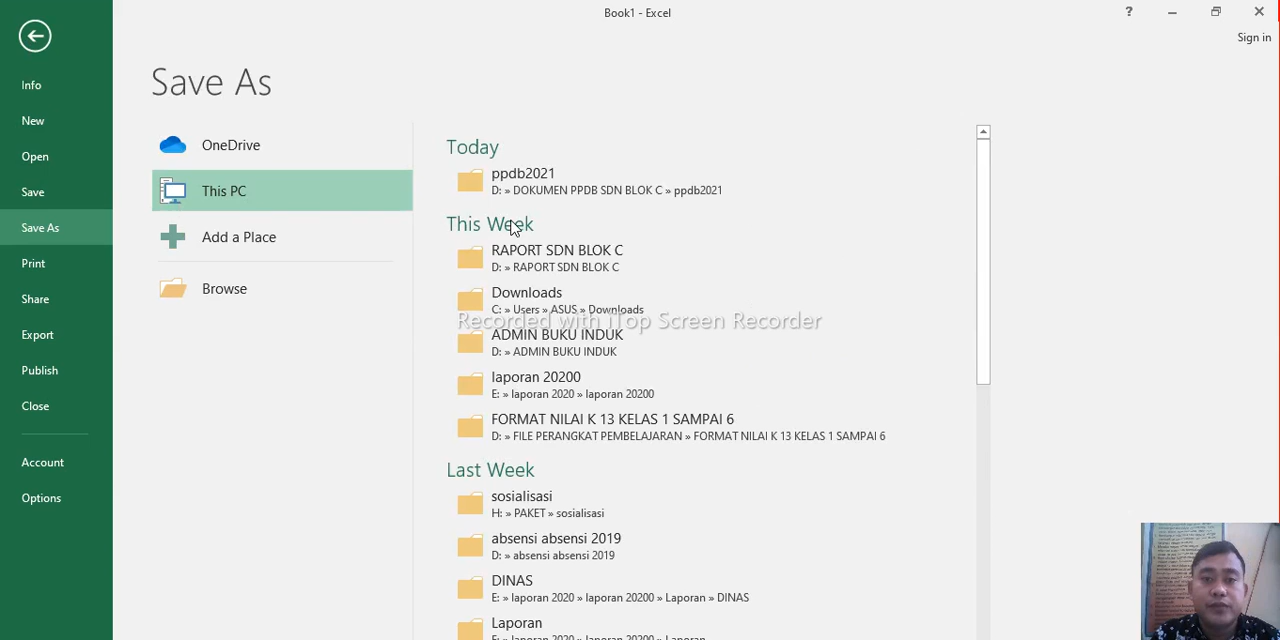 Book1 - Excel
?
Sign in
Info
New
Open
Save
Save As
Print
Share
Export
Publish
Close
Account
Options
Save As
OneDrive
This PC
Add a Place
Browse
Today
ppdb2021
D: » DOKUMEN PPDB SDN BLOK C » ppdb2021
This Week
RAPORT SDN BLOK C
D: » RAPORT SDN BLOK C
Downloads
C: » Users » ASUS » Downloads
Recorded with iTop Screen Recorder
ADMIN BUKU INDUK
D: » ADMIN BUKU INDUK
laporan 20200
E: » laporan 2020 » laporan 20200
FORMAT NILAI K 13 KELAS 1 SAMPAI 6
D: » FILE PERANGKAT PEMBELAJARAN » FORMAT NILAI K 13 KELAS 1 SAMPAI 6
Last Week
sosialisasi
H: » PAKET » sosialisasi
absensi absensi 2019
D: » absensi absensi 2019
DINAS
E: » laporan 2020 » laporan 20200 » Laporan » DINAS
Laporan
E: » laporan 2020 » laporan 20200 » Laporan